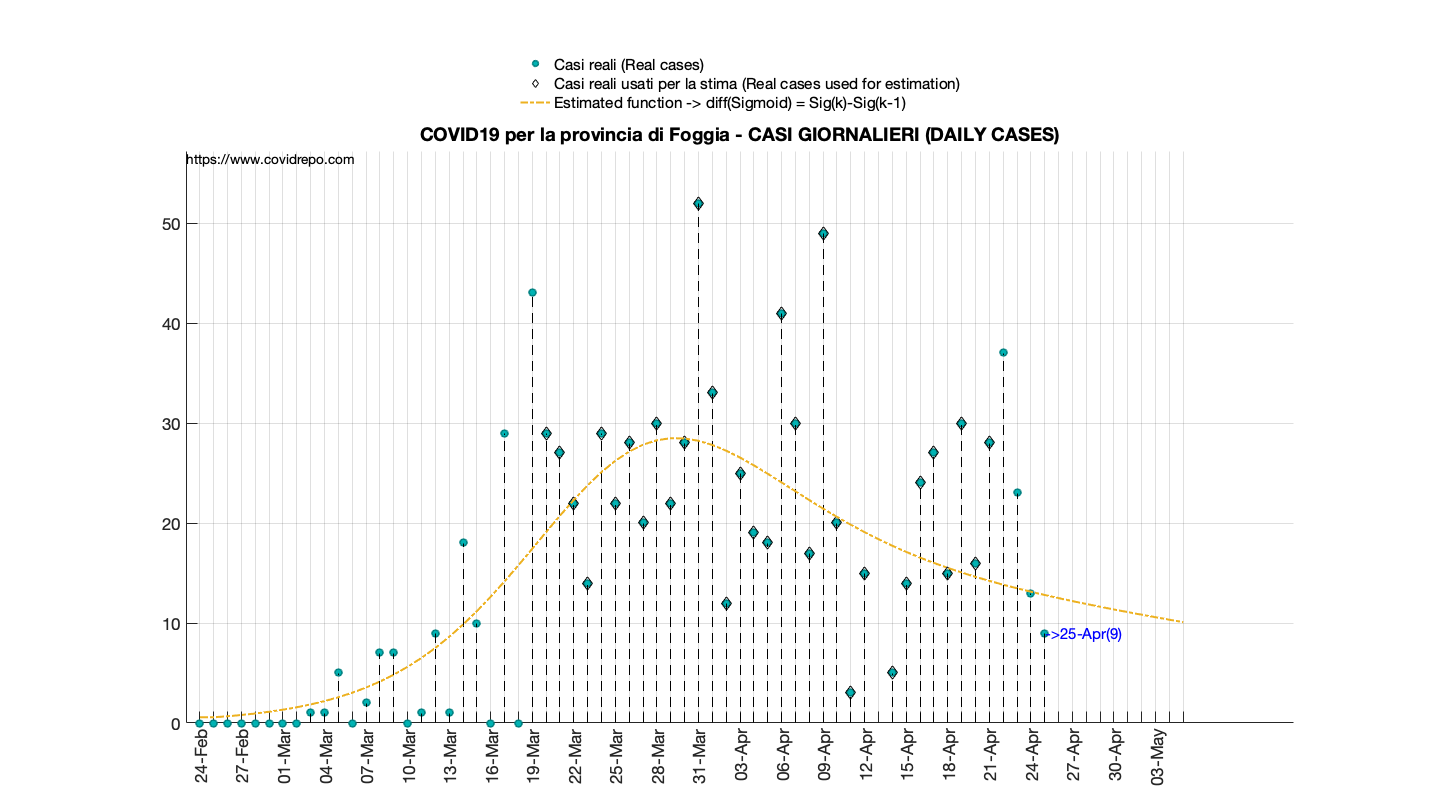 Casi reali (Real cases)
Casi reali usati per la stima (Real cases used for estimation)
Estimated function -> diff(Sigmoid) = Sig(k)-Sig(k-1)
COVID19 per la provincia di Foggia - CASI GIORNALIERI (DAILY CASES)
https://www.covidrepo.com
50
40
30
20
10
0
->25-Apr(9)
24-Feb
27-Feb
01-Mar
04-Mar
07-Mar
10-Mar
13-Mar
16-Mar
19-Mar
22-Mar
25-Mar
28-Mar
31-Mar
03-Apr
06-Apr
09-Apr
12-Apr
15-Apr
18-Apr
21-Apr
24-Apr
27-Apr
30-Apr
03-May